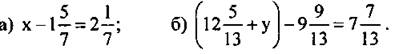 а) x - 1 5/7 = 2 1/7;   б) (12 5/13 + y) - 9 9/13 = 7 7/13.